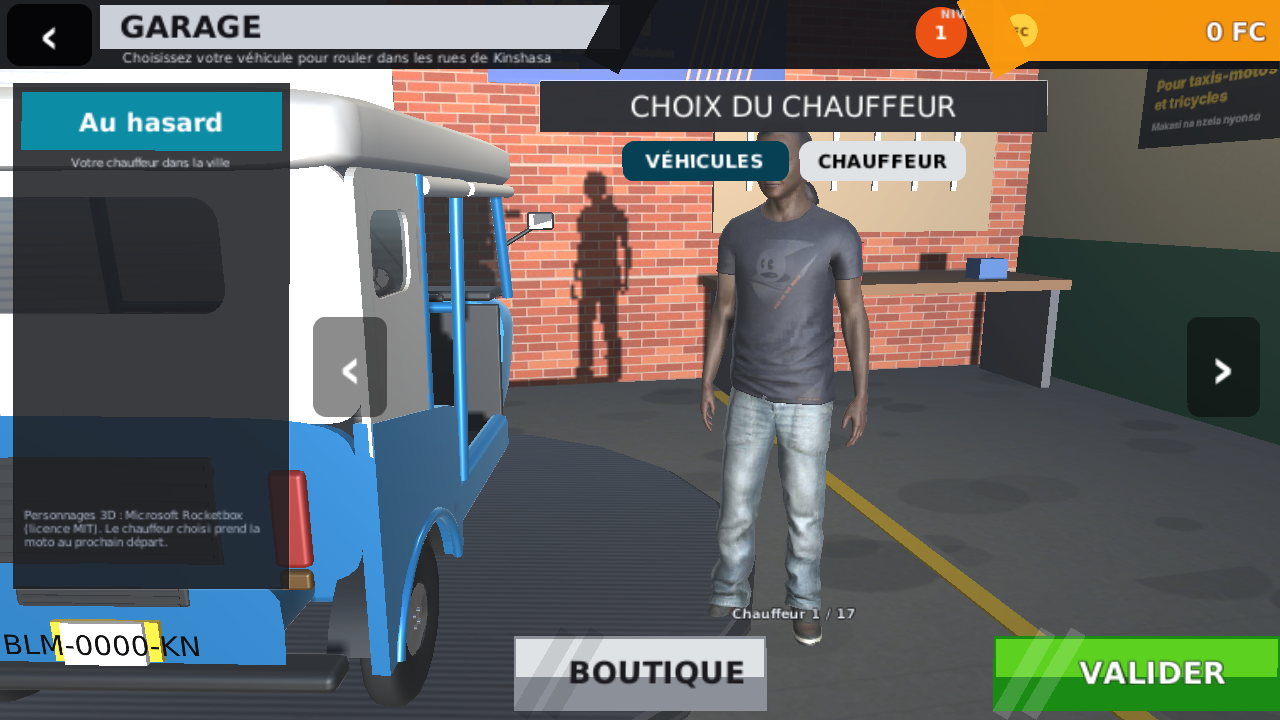 GARAGE
Choisissez votre véhicule pour rouler dans les rues de Kinshasa
NIV
1
FC
0 FC
Au hasard
Votre chauffeur dans la ville
CHOIX DU CHAUFFEUR
VÉHICULES
CHAUFFEUR
Pour taxis-motos
et tricycles
Makasi na nzela nyonso
Personnages 3D : Microsoft Rocketbox
(licence MIT). Le chauffeur choisi prend la
moto au prochain départ.
Chauffeur 1 / 17
BLM-0000-KN
BOUTIQUE
VALIDER